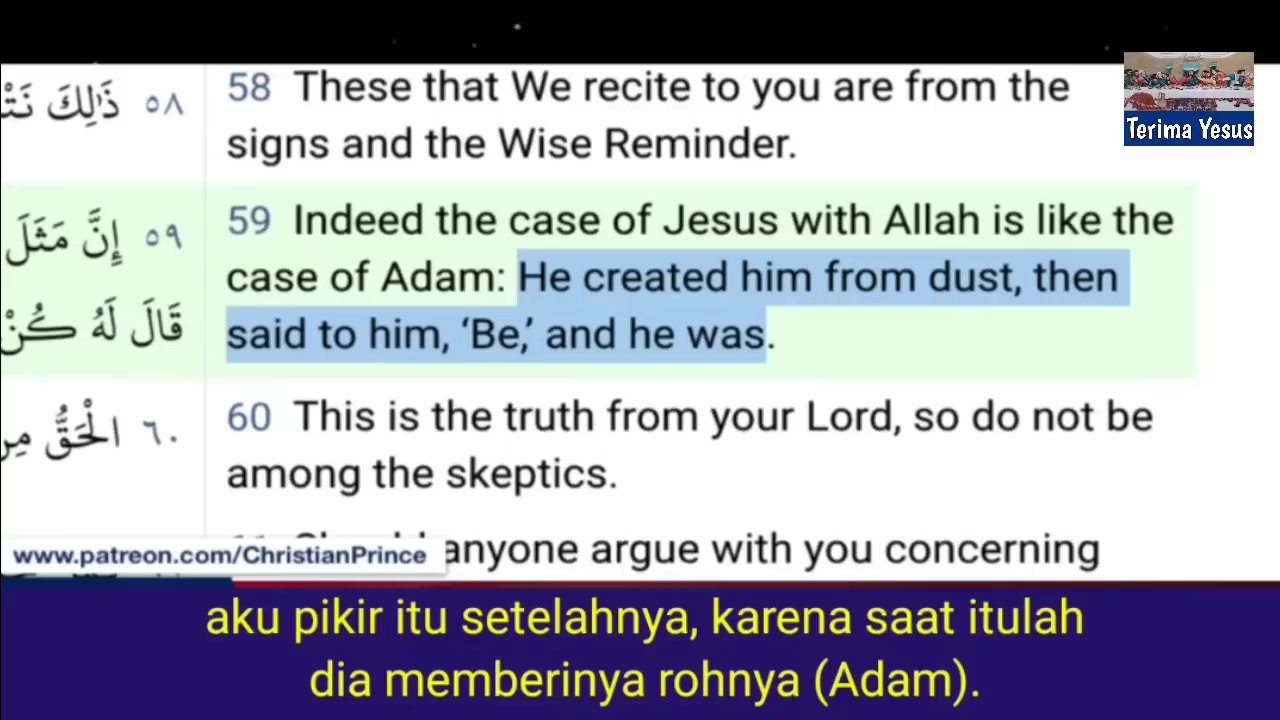 Terima Yesus
ذَٰلِكَ ٥٨
58 These that We recite to you are from the
signs and the Wise Reminder.
إِنَّ مَثَلَ ٥٩
59 Indeed the case of Jesus with Allah is like the
case of Adam: He created him from dust, then
قَالَ لَهُ كُنْ
said to him, ‘Be,’ and he was.
الْحَقُّ ٦٠
60 This is the truth from your Lord, so do not be
among the skeptics.
anyone argue with you concerning
www.patreon.com/ChristianPrince
aku pikir itu setelahnya, karena saat itulah
dia memberinya rohnya (Adam).